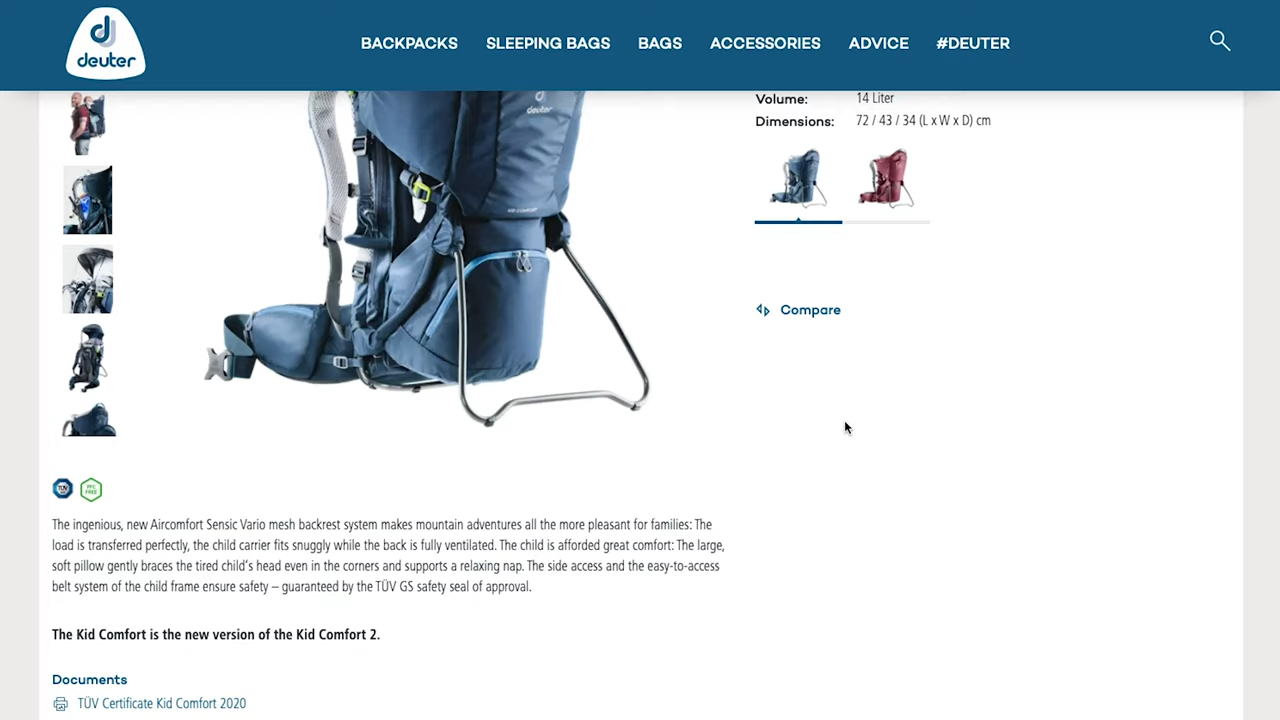 deuter
BACKPACKS SLEEPING BAGS BAGS ACCESSORIES ADVICE #DEUTER
deuter
KID COMFORT
Volume: 14 Liter
Dimensions: 72 / 43 / 34 (L x W x D) cm
Compare
TÜV
PFC FREE
The ingenious, new Aircomfort Sensic Vario mesh backrest system makes mountain adventures all the more pleasant for families: The
load is transferred perfectly, the child carrier fits snuggly while the back is fully ventilated. The child is afforded great comfort: The large,
soft pillow gently braces the tired child's head even in the corners and supports a relaxing nap. The side access and the easy-to-access
belt system of the child frame ensure safety – guaranteed by the TÜV GS safety seal of approval.
The Kid Comfort is the new version of the Kid Comfort 2.
Documents
TÜV Certificate Kid Comfort 2020